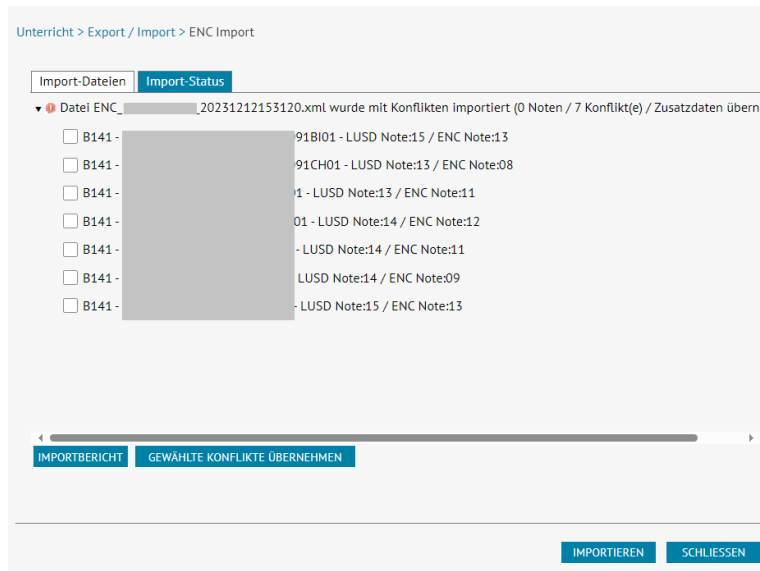 Unterricht > Export / Import > ENC Import
Import-Dateien Import-Status
Datei ENC_ _20231212153120.xml wurde mit Konflikten importiert (0 Noten / 7 Konflikt(e) / Zusatzdaten übern
B141 - 91BI01 - LUSD Note:15 / ENC Note:13
B141 - 91CH01 - LUSD Note:13 / ENC Note:08
B141 - 01 - LUSD Note:13 / ENC Note:11
B141 - 01 - LUSD Note:14 / ENC Note:12
B141 - - LUSD Note:14 / ENC Note:11
B141 - LUSD Note:14 / ENC Note:09
B141 - - LUSD Note:15 / ENC Note:13
IMPORTBERICHT GEWÄHLTE KONFLIKTE ÜBERNEHMEN
IMPORTIEREN SCHLIESSEN